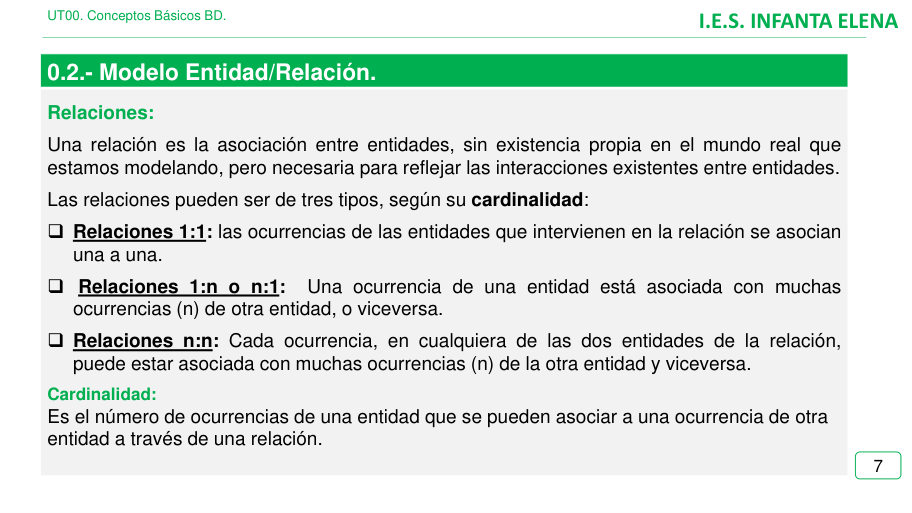 UT00. Conceptos Básicos BD.
I.E.S. INFANTA ELENA
0.2.- Modelo Entidad/Relación.
Relaciones:
Una relación es la asociación entre entidades, sin existencia propia en el mundo real que
estamos modelando, pero necesaria para reflejar las interacciones existentes entre entidades.
Las relaciones pueden ser de tres tipos, según su cardinalidad:
❑ Relaciones 1:1: las ocurrencias de las entidades que intervienen en la relación se asocian
una a una.
❑ Relaciones 1:n o n:1: Una ocurrencia de una entidad está asociada con muchas
ocurrencias (n) de otra entidad, o viceversa.
❑ Relaciones n:n: Cada ocurrencia, en cualquiera de las dos entidades de la relación,
puede estar asociada con muchas ocurrencias (n) de la otra entidad y viceversa.
Cardinalidad:
Es el número de ocurrencias de una entidad que se pueden asociar a una ocurrencia de otra
entidad a través de una relación.
7